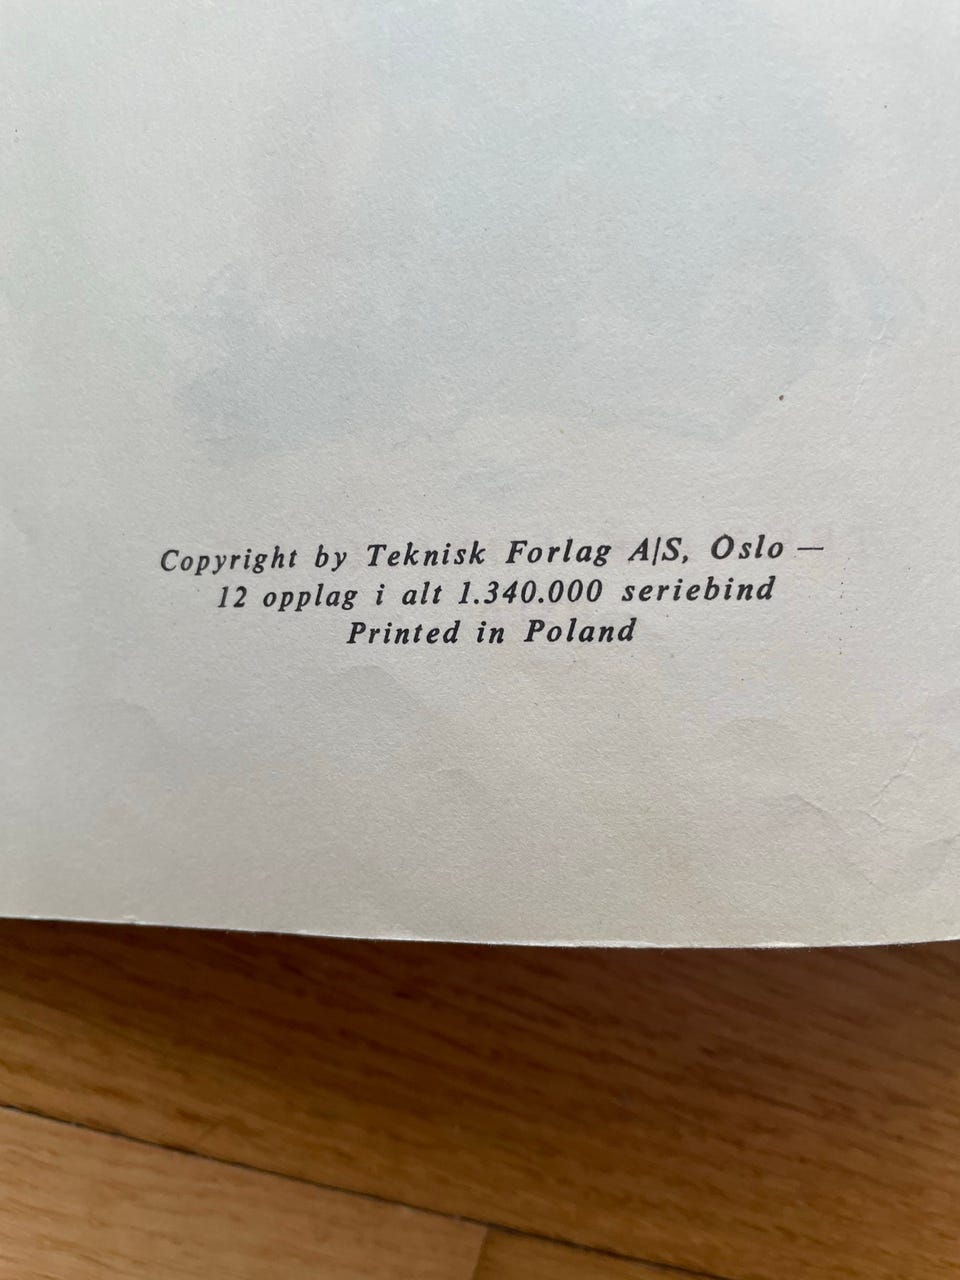 Copyright by Teknisk Forlag A|S, Oslo —
12 opplag i alt 1.340.000 seriebind
Printed in Poland